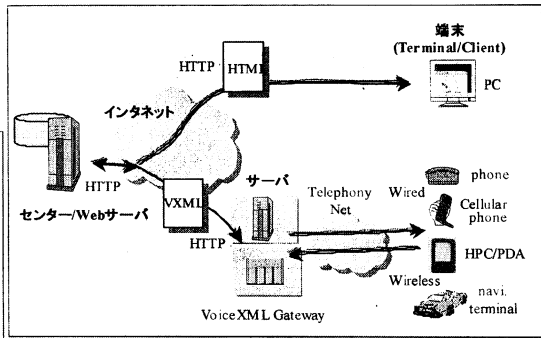 端末
(Terminal/Client)
HTTP
HTML
PC
インタネット
HTTP
センター/Webサーバ
VXML
HTTP
サーバ
Telephony
Net
Wired
phone
Cellular
phone
HPC/PDA
Wireless
navi.
terminal
VoiceXML Gateway